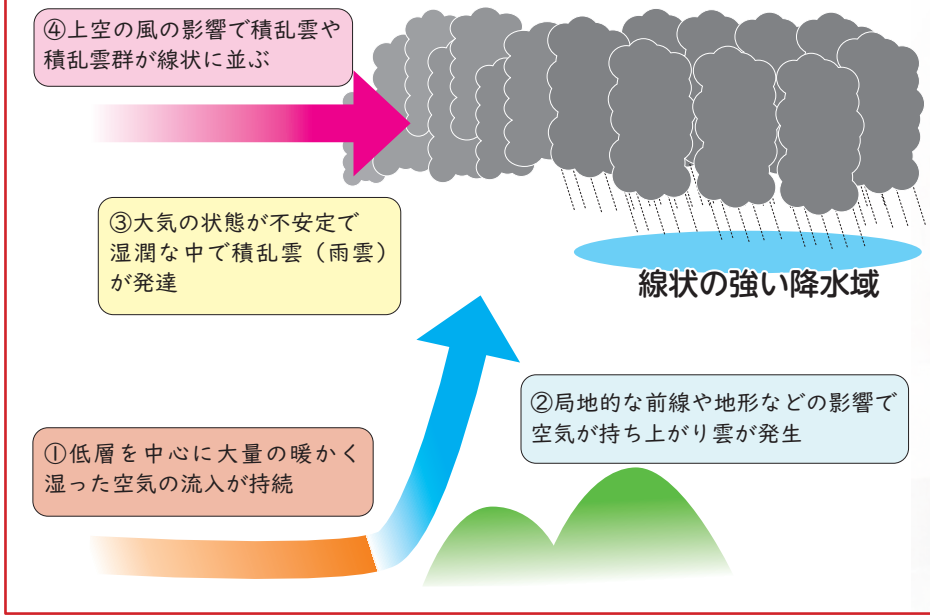 ④上空の風の影響で積乱雲や
積乱雲群が線状に並ぶ
③大気の状態が不安定で
湿潤な中で積乱雲（雨雲）
が発達
線状の強い降水域
②局地的な前線や地形などの影響で
空気が持ち上がり雲が発生
①低層を中心に大量の暖かく
湿った空気の流入が持続